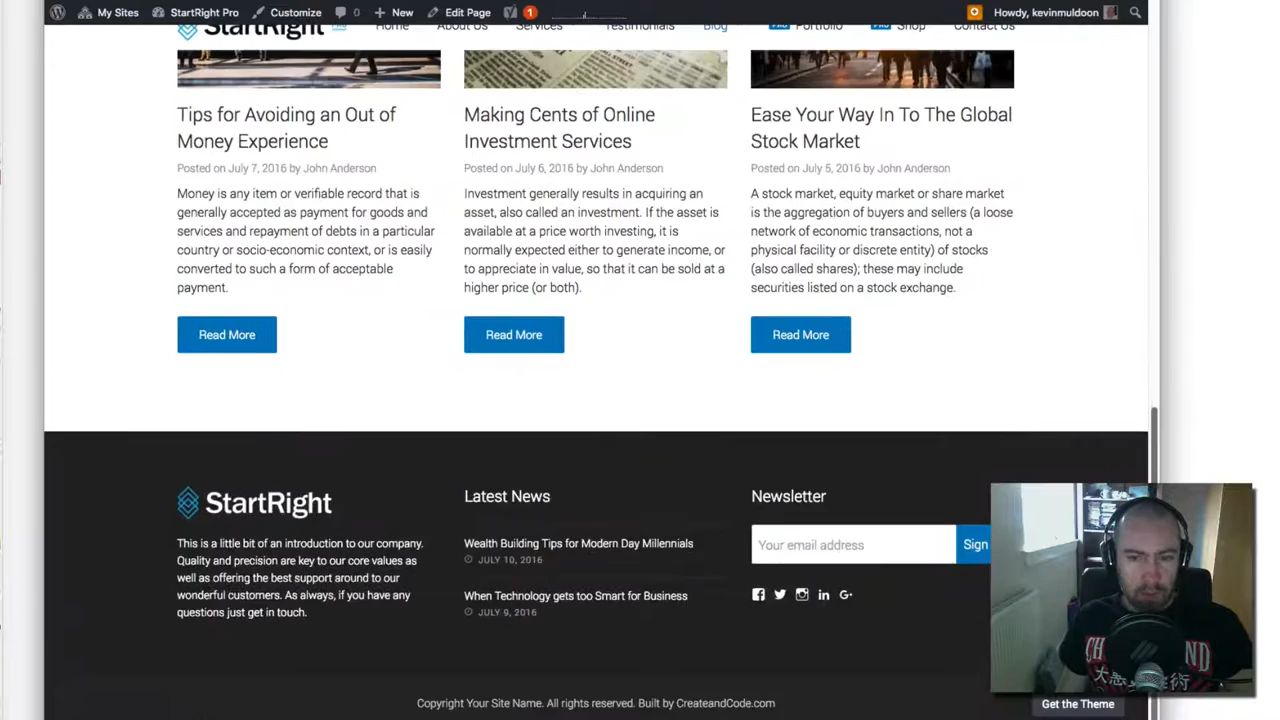 My Sites StartRight Pro Customize 0 New Edit Page 1 Howdy, kevinmuldoon
StartRight Home About Us Services Testimonials Blog Portfolio Shop Contact Us
Tips for Avoiding an Out of
Money Experience
Posted on July 7, 2016 by John Anderson
Money is any item or verifiable record that is
generally accepted as payment for goods and
services and repayment of debts in a particular
country or socio-economic context, or is easily
converted to such a form of acceptable
payment.
Read More
Making Cents of Online
Investment Services
Posted on July 6, 2016 by John Anderson
Investment generally results in acquiring an
asset, also called an investment. If the asset is
available at a price worth investing, it is
normally expected either to generate income, or
to appreciate in value, so that it can be sold at a
higher price (or both).
Read More
Ease Your Way In To The Global
Stock Market
Posted on July 5, 2016 by John Anderson
A stock market, equity market or share market
is the aggregation of buyers and sellers (a loose
network of economic transactions, not a
physical facility or discrete entity) of stocks
(also called shares); these may include
securities listed on a stock exchange.
Read More
StartRight
This is a little bit of an introduction to our company.
Quality and precision are key to our core values as
well as offering the best support around to our
wonderful customers. As always, if you have any
questions just get in touch.
Latest News
Wealth Building Tips for Modern Day Millennials
JULY 10, 2016
When Technology gets too Smart for Business
JULY 9, 2016
Newsletter
Your email address Sign
Copyright Your Site Name. All rights reserved. Built by CreateandCode.com
Get the Theme